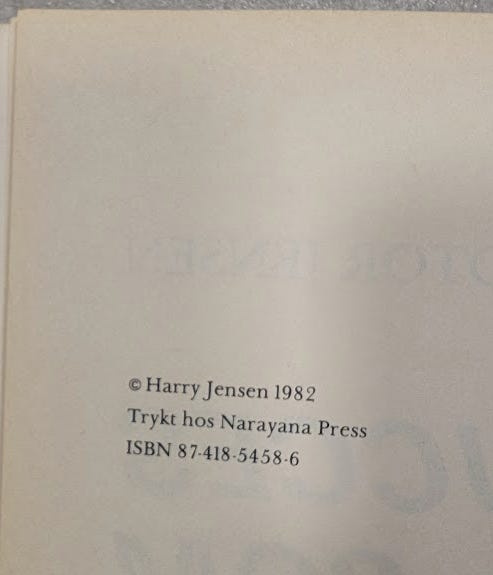 © Harry Jensen 1982
Trykt hos Narayana Press
ISBN 87-418-5458-6